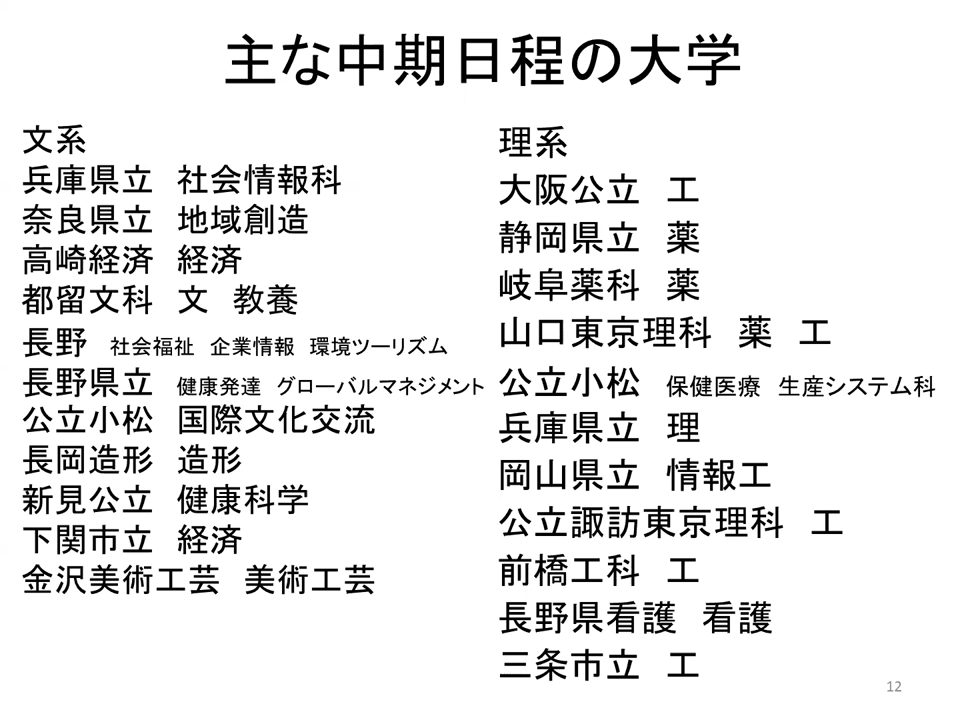 主な中期日程の大学
文系
兵庫県立　社会情報科
奈良県立　地域創造
高崎経済　経済
都留文科　文　教養
長野　社会福祉　企業情報　環境ツーリズム
長野県立　健康発達　グローバルマネジメント
公立小松　国際文化交流
長岡造形　造形
新見公立　健康科学
下関市立　経済
金沢美術工芸　美術工芸
理系
大阪公立　工
静岡県立　薬
岐阜薬科　薬
山口東京理科　薬　工
公立小松　保健医療　生産システム科
兵庫県立　理
岡山県立　情報工
公立諏訪東京理科　工
前橋工科　工
長野県看護　看護
三条市立　工
12